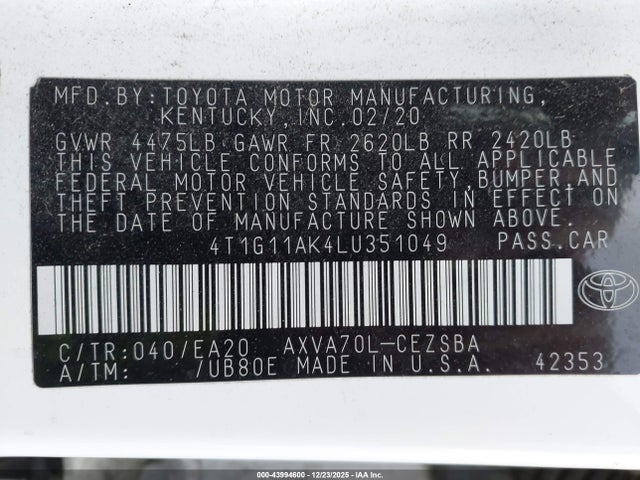 MFD.BY:TOYOTA MOTOR MANUFACTURING,
KENTUCKY,INC.02/20
GVWR 4475LB GAWR FR 2620LB RR 2420LB
THIS VEHICLE CONFORMS TO ALL APPLICABLE
FEDERAL MOTOR VEHICLE SAFETY,BUMPER,AND
THEFT PREVENTION STANDARDS IN EFFECT ON
THE DATE OF MANUFACTURE SHOWN ABOVE.
4T1G11AK4LU351049 PASS.CAR
C/TR:040/EA20 AXVA70L-CEZSBA
A/TM: /UB80E MADE IN U.S.A. 42353
000-43994600 - 12/23/2025 - IAA Inc.